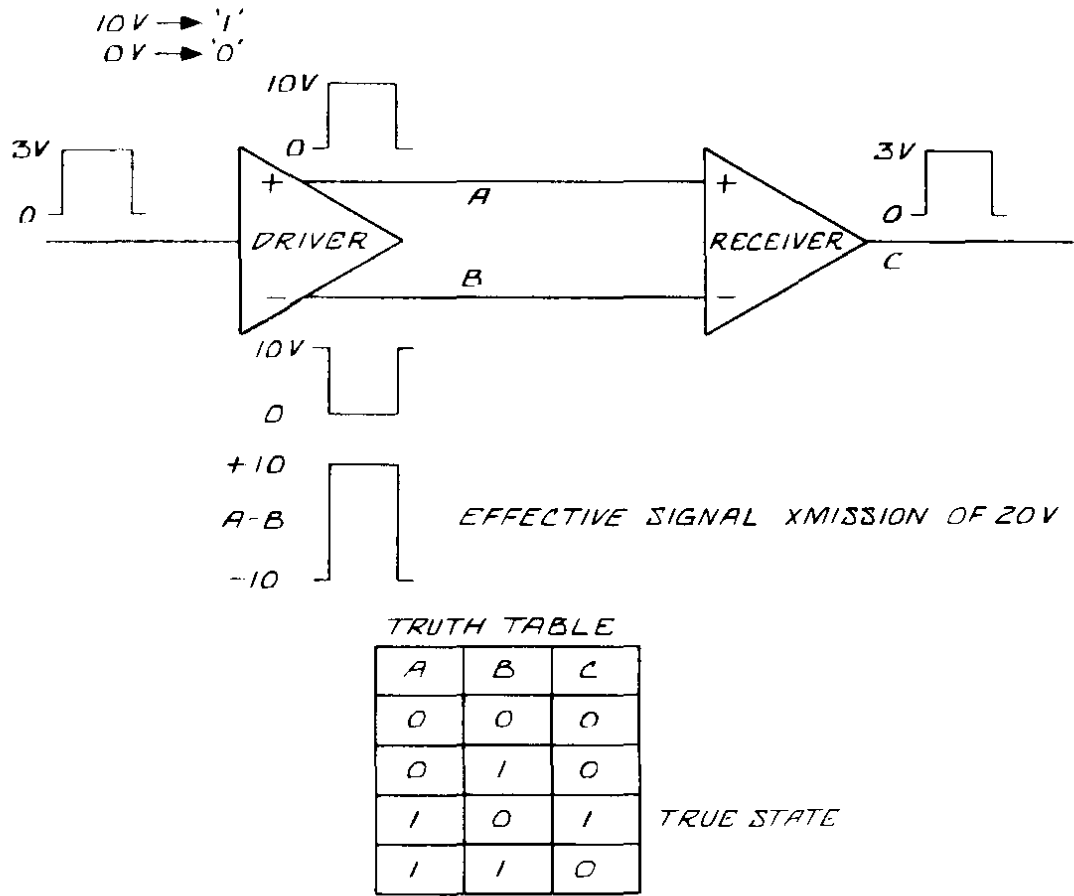 10V → '1'
0V → '0'
10V
0
3V
0
+
A
DRIVER
B
-
+
RECEIVER
-
3V
0
C
10V
0
+10
A-B
-10
EFFECTIVE SIGNAL XMISSION OF 20V
TRUTH TABLE
A B C
0 0 0
0 1 0
1 0 1 TRUE STATE
1 1 0